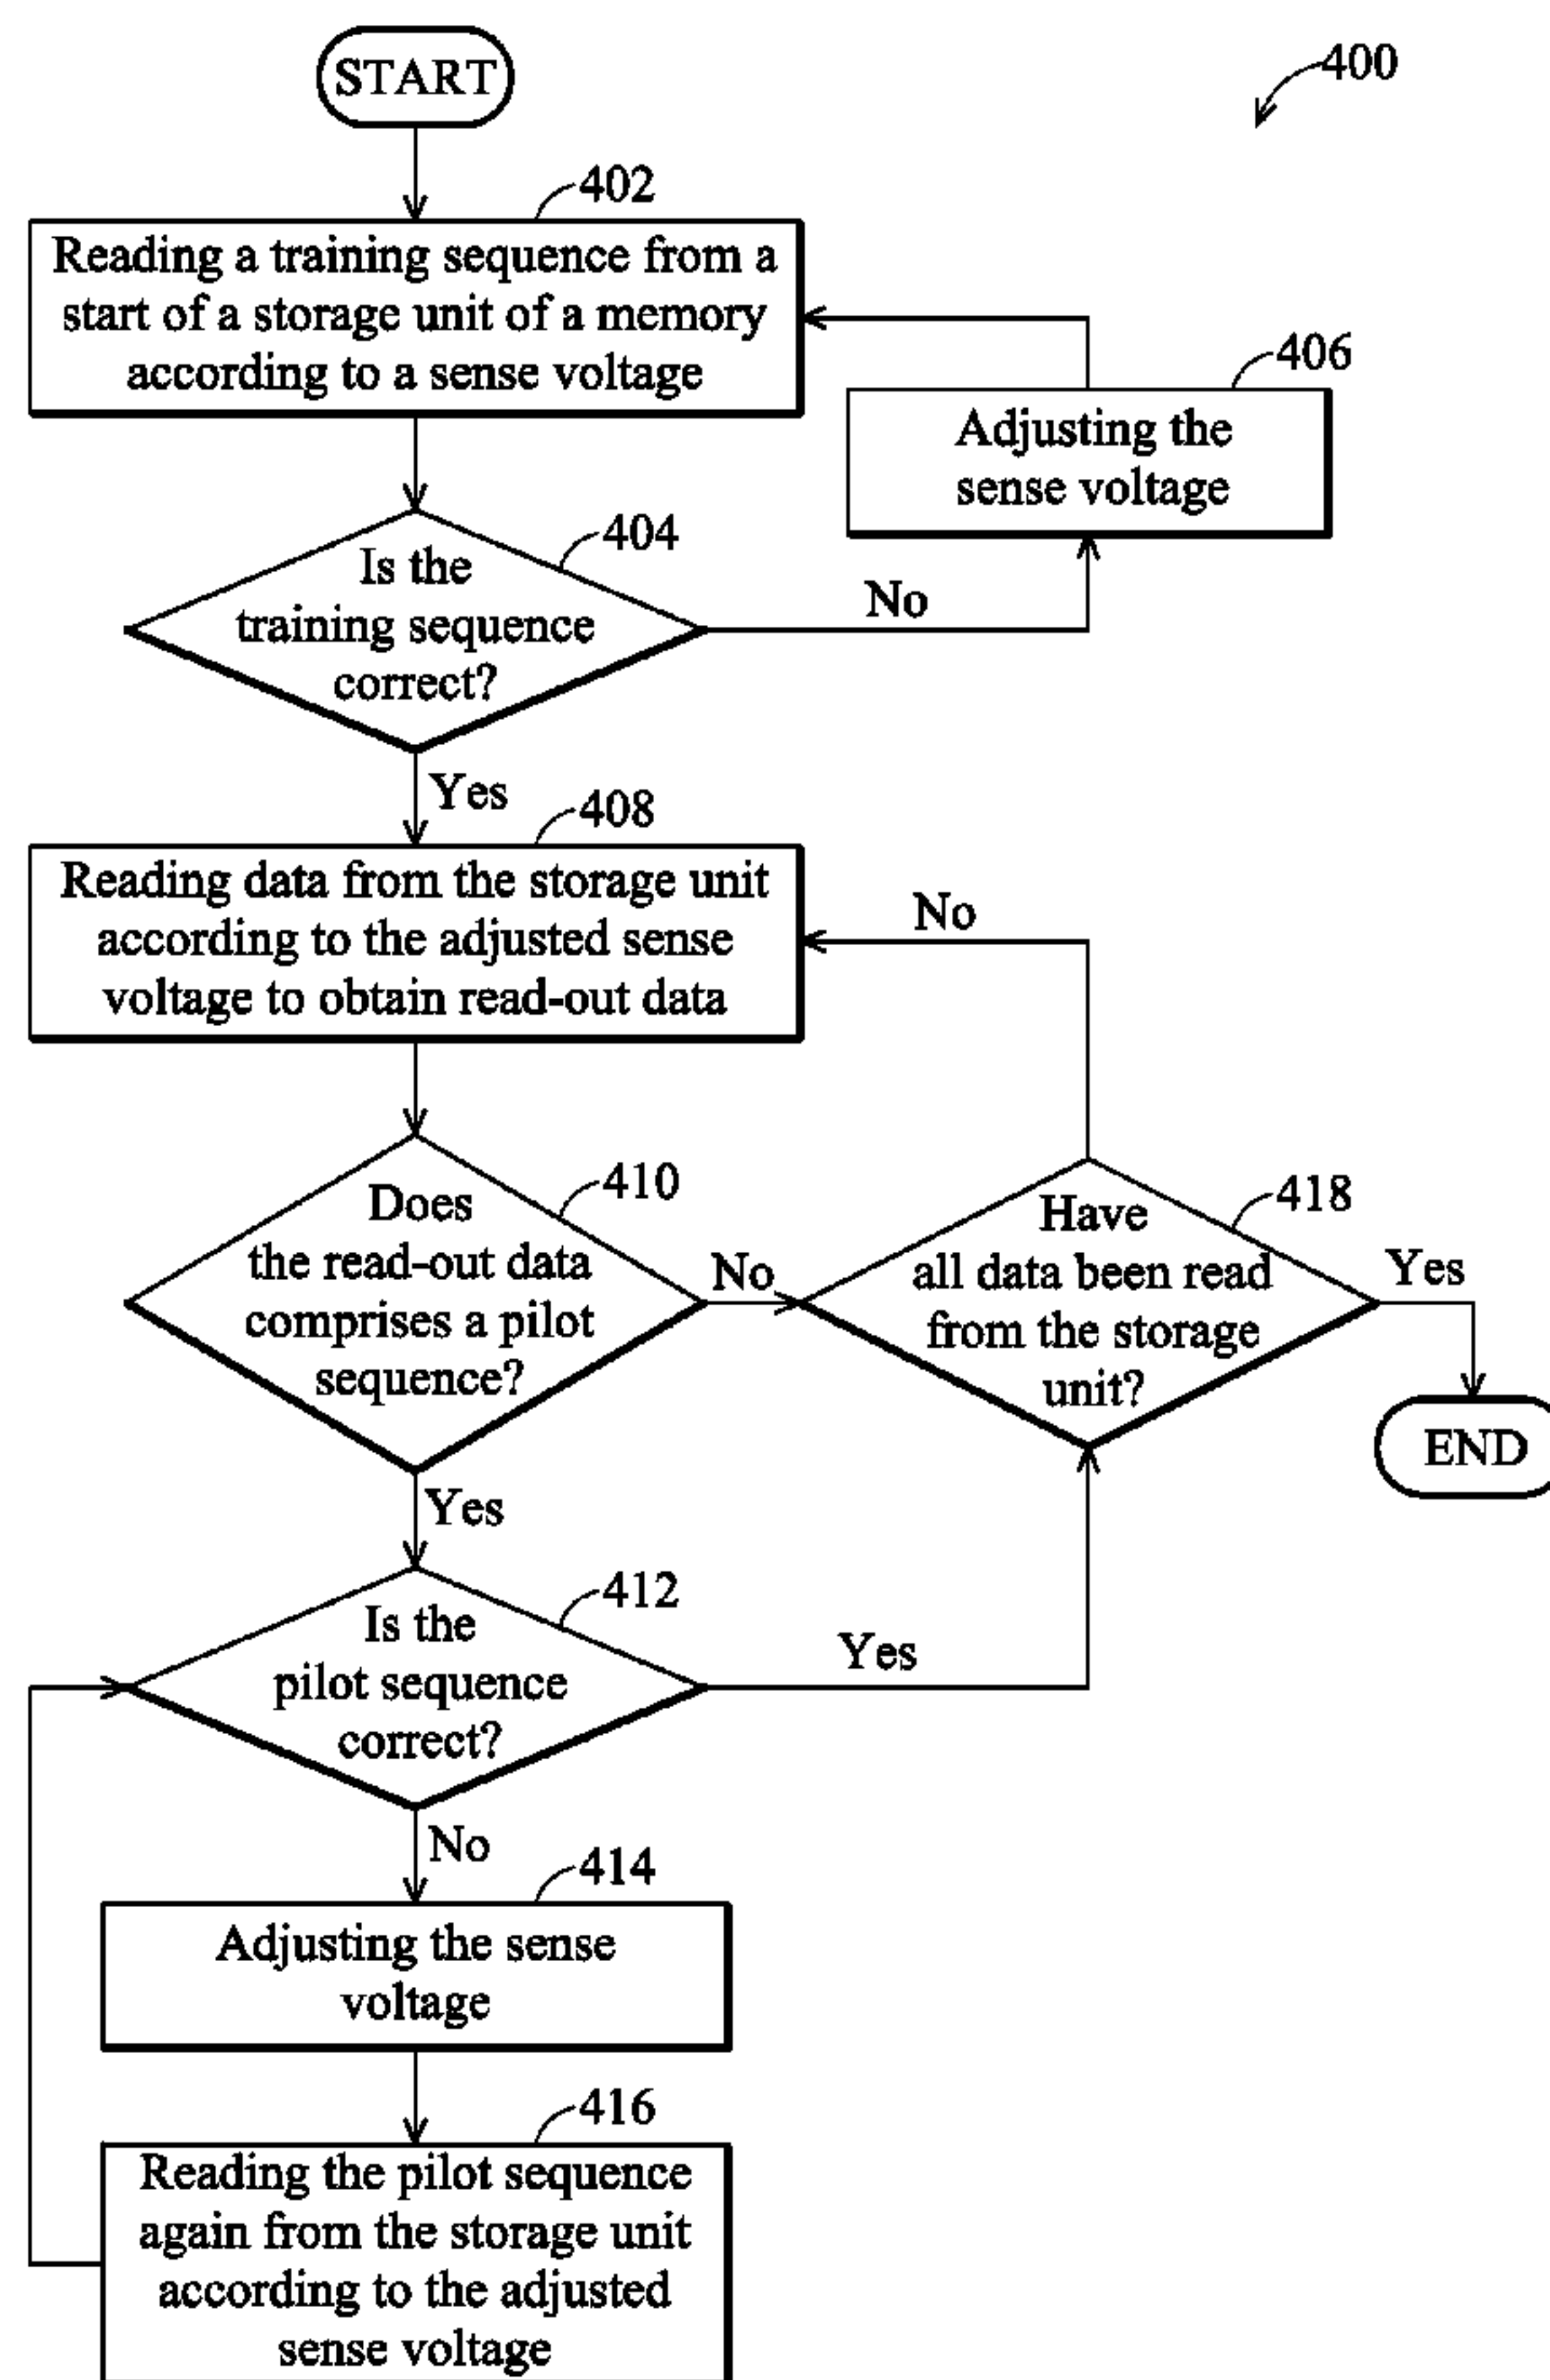 START
400
402
Reading a training sequence from a
start of a storage unit of a memory
according to a sense voltage
406
Adjusting the
sense voltage
404
Is the
training sequence
correct?
No
Yes
408
Reading data from the storage unit
according to the adjusted sense
voltage to obtain read-out data
No
410
Does
the read-out data
comprises a pilot
sequence?
No
418
Have
all data been read
from the storage
unit?
Yes
END
Yes
412
Is the
pilot sequence
correct?
Yes
No
414
Adjusting the sense
voltage
416
Reading the pilot sequence
again from the storage unit
according to the adjusted
sense voltage